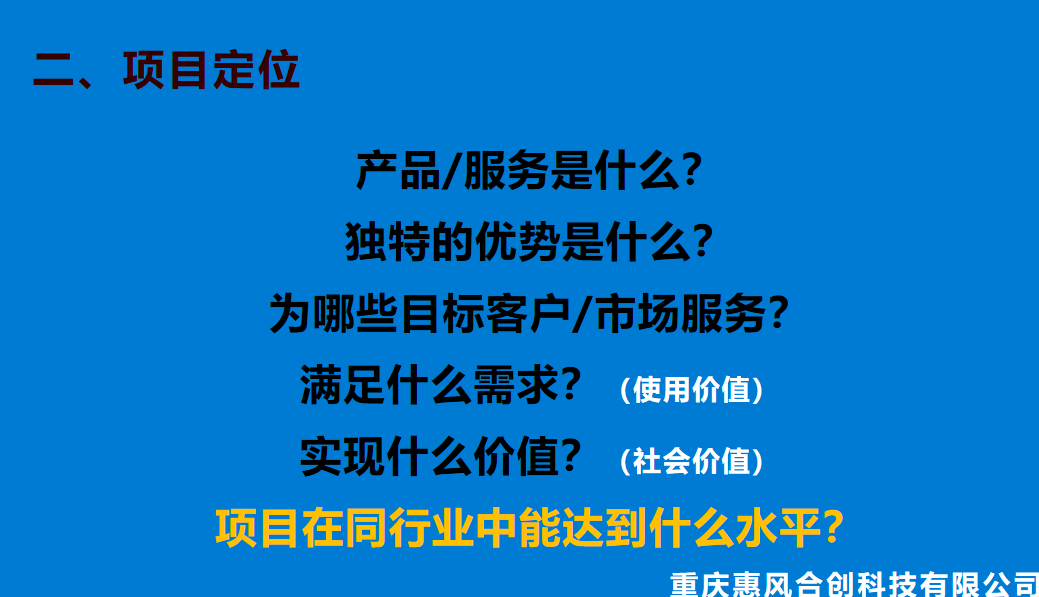 二、项目定位
产品/服务是什么？
独特的优势是什么？
为哪些目标客户/市场服务？
满足什么需求？（使用价值）
实现什么价值？（社会价值）
项目在同行业中能达到什么水平？
重庆惠风合创科技有限公司